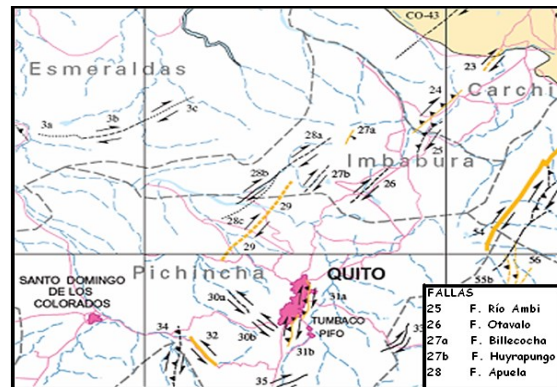 CO-43
23
Esmeraldas
24
Carchi
3a
3b
3c
28a
27a
25
Imbabura
28b
27b
26
28c
29
29
54
56
55b
Pichincha
QUITO
SANTO DOMINGO
DE LOS
COLORADOS
30a
31a
TUMBACO
PIFO
34
32
30b
31b
33
35
FALLAS
25 F. Río Ambi
26 F. Otavalo
27a F. Billecocha
27b F. Huyrapungo
28 F. Apuela